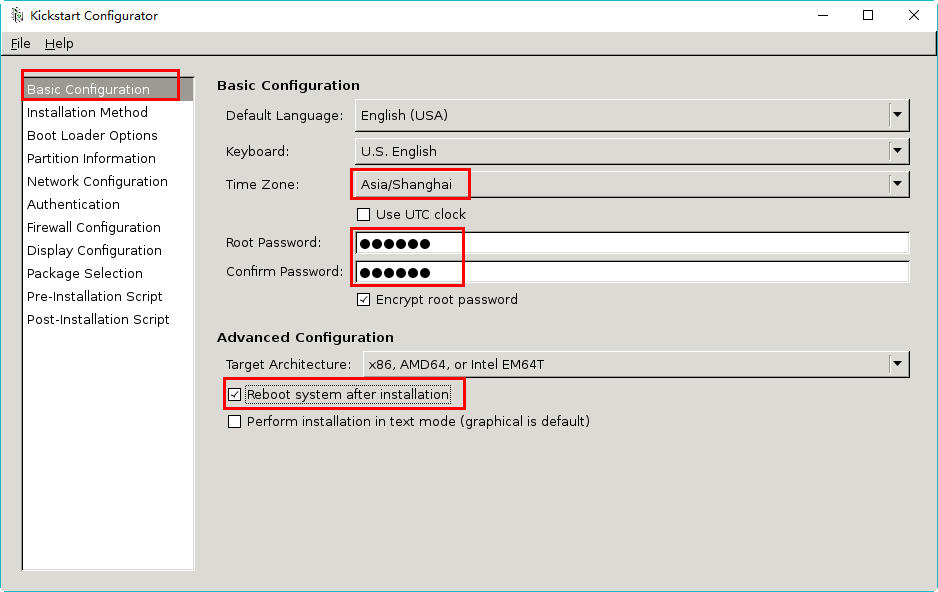 Kickstart Configurator
File Help
Basic Configuration
Installation Method
Boot Loader Options
Partition Information
Network Configuration
Authentication
Firewall Configuration
Display Configuration
Package Selection
Pre-Installation Script
Post-Installation Script
Basic Configuration
Default Language: English (USA)
Keyboard: U.S. English
Time Zone: Asia/Shanghai
Use UTC clock
Root Password: ●●●●●●
Confirm Password: ●●●●●●
Encrypt root password
Advanced Configuration
Target Architecture: x86, AMD64, or Intel EM64T
Reboot system after installation
Perform installation in text mode (graphical is default)